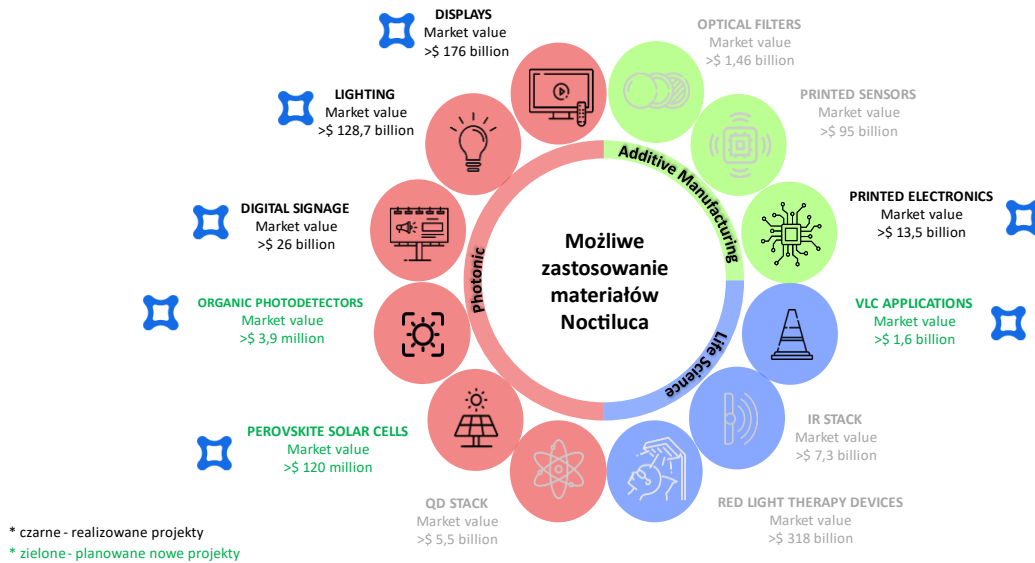 DISPLAYS
Market value
>$ 176 billion
OPTICAL FILTERS
Market value
>$ 1,46 billion
LIGHTING
Market value
>$ 128,7 billion
PRINTED SENSORS
Market value
>$ 95 billion
DIGITAL SIGNAGE
Market value
>$ 26 billion
PRINTED ELECTRONICS
Market value
>$ 13,5 billion
Photonic
Additive Manufacturing
Life Science
Możliwe
zastosowanie
materiałów
Noctiluca
ORGANIC PHOTODETECTORS
Market value
>$ 3,9 million
VLC APPLICATIONS
Market value
>$ 1,6 billion
PEROVSKITE SOLAR CELLS
Market value
>$ 120 million
IR STACK
Market value
>$ 7,3 billion
QD STACK
Market value
>$ 5,5 billion
RED LIGHT THERAPY DEVICES
Market value
>$ 318 billion
* czarne - realizowane projekty
* zielone - planowane nowe projekty